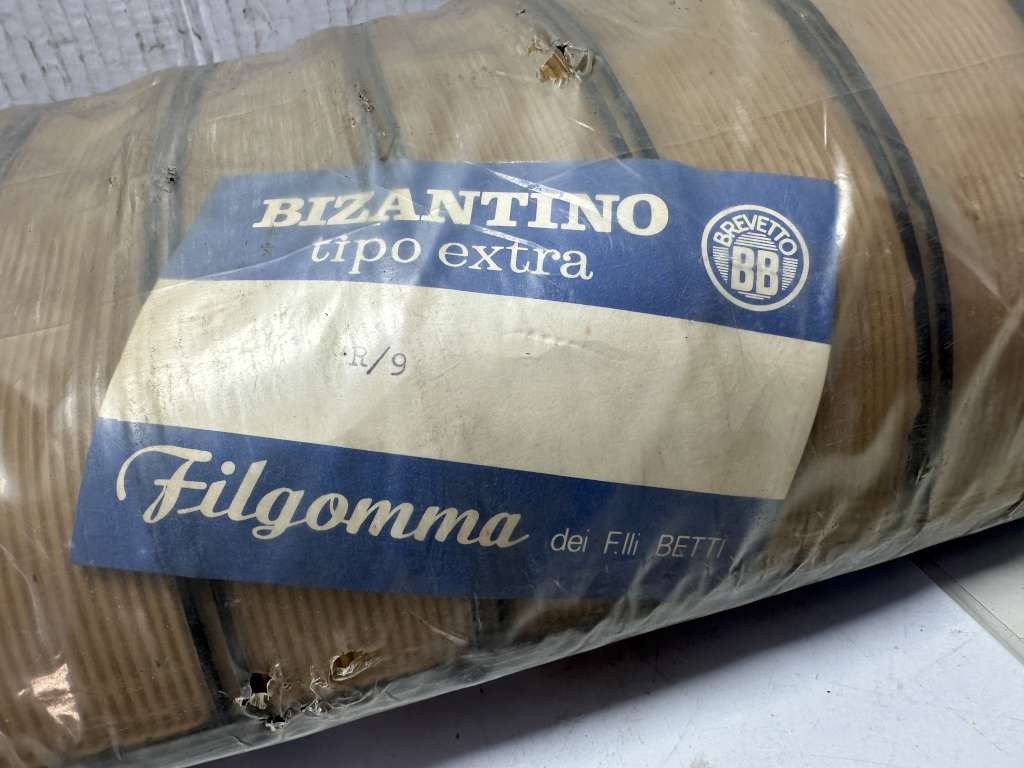 BIZANTINO
tipo extra
BREVETTO
BB
R/9
Filgomma dei F.lli BETTI